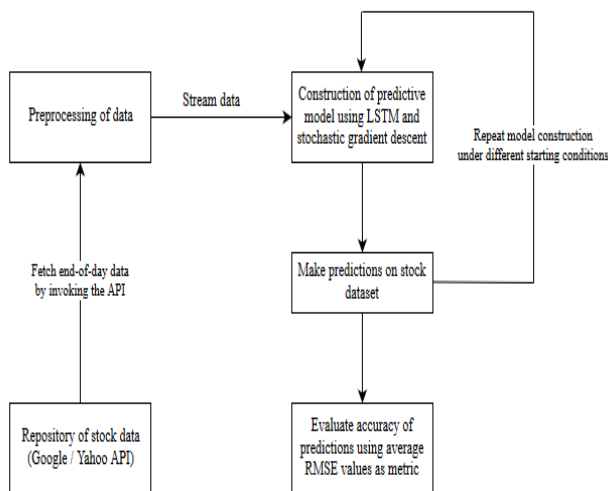 Preprocessing of data
Stream data
Construction of predictive
model using LSTM and
stochastic gradient descent
Repeat model construction
under different starting conditions
Fetch end-of-day data
by invoking the API
Make predictions on stock
dataset
Repository of stock data
(Google / Yahoo API)
Evaluate accuracy of
predictions using average
RMSE values as metric